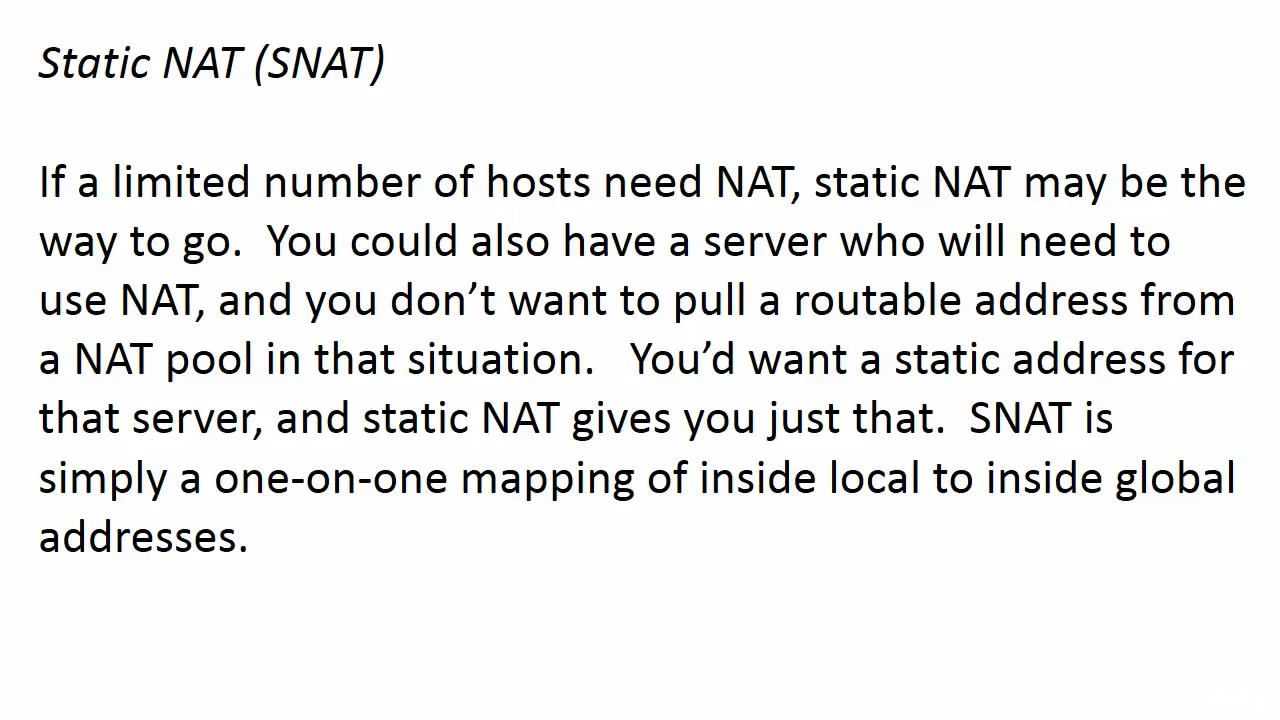 Static NAT (SNAT)
If a limited number of hosts need NAT, static NAT may be the
way to go.  You could also have a server who will need to
use NAT, and you don’t want to pull a routable address from
a NAT pool in that situation.   You’d want a static address for
that server, and static NAT gives you just that.  SNAT is
simply a one-on-one mapping of inside local to inside global
addresses.